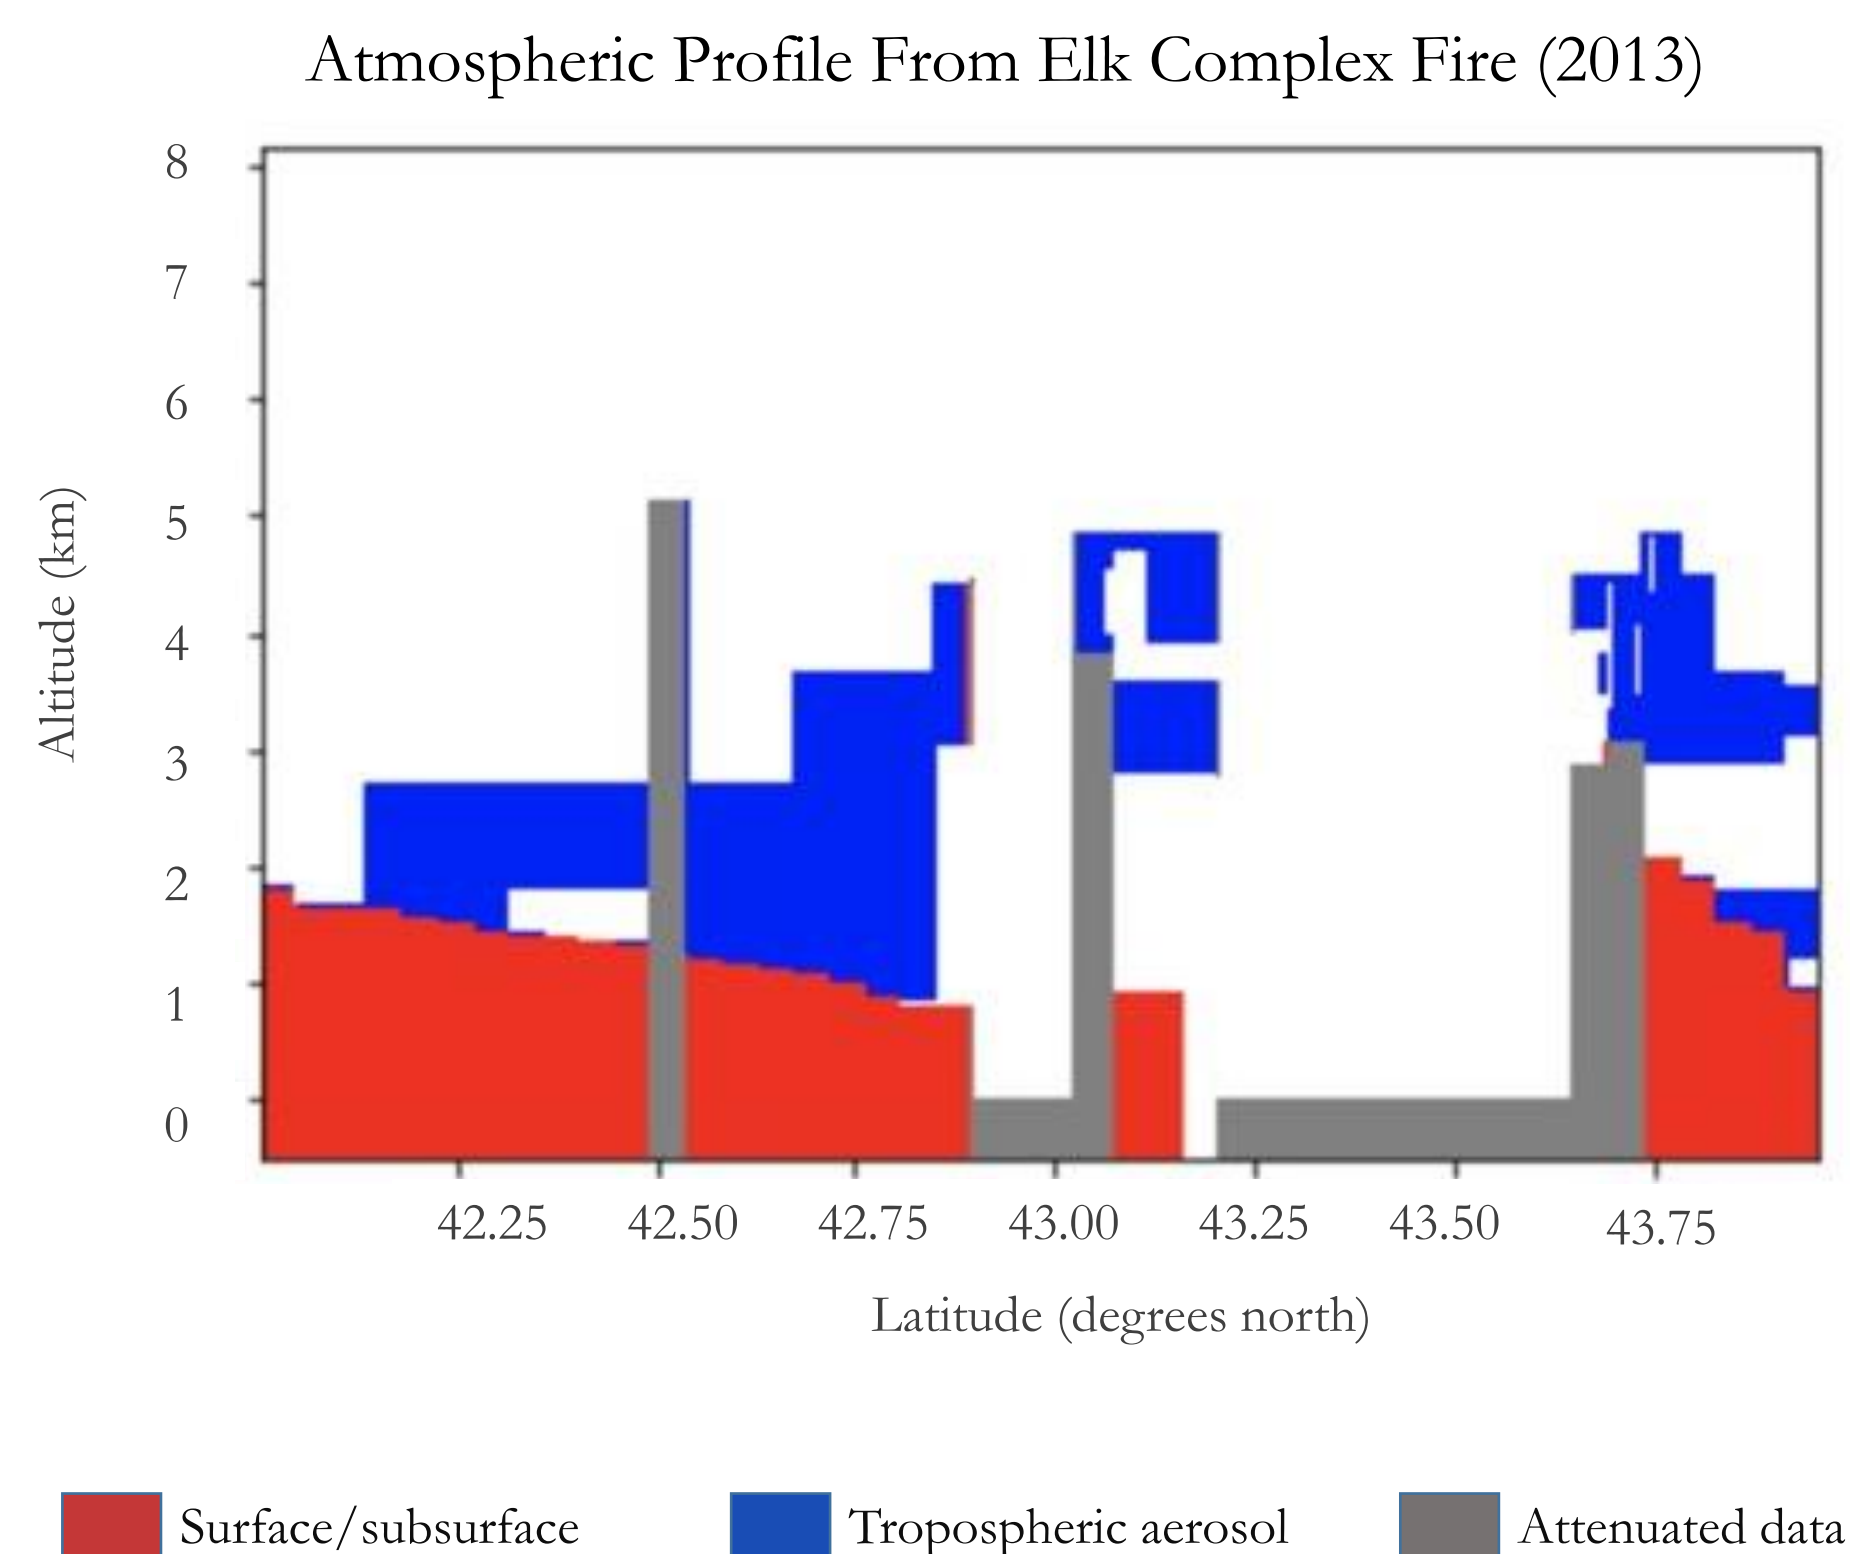 Atmospheric Profile From Elk Complex Fire (2013)
8
7
6
5
4
3
2
1
0
Altitude (km)
42.25 42.50 42.75 43.00 43.25 43.50 43.75
Latitude (degrees north)
Surface/subsurface Tropospheric aerosol Attenuated data